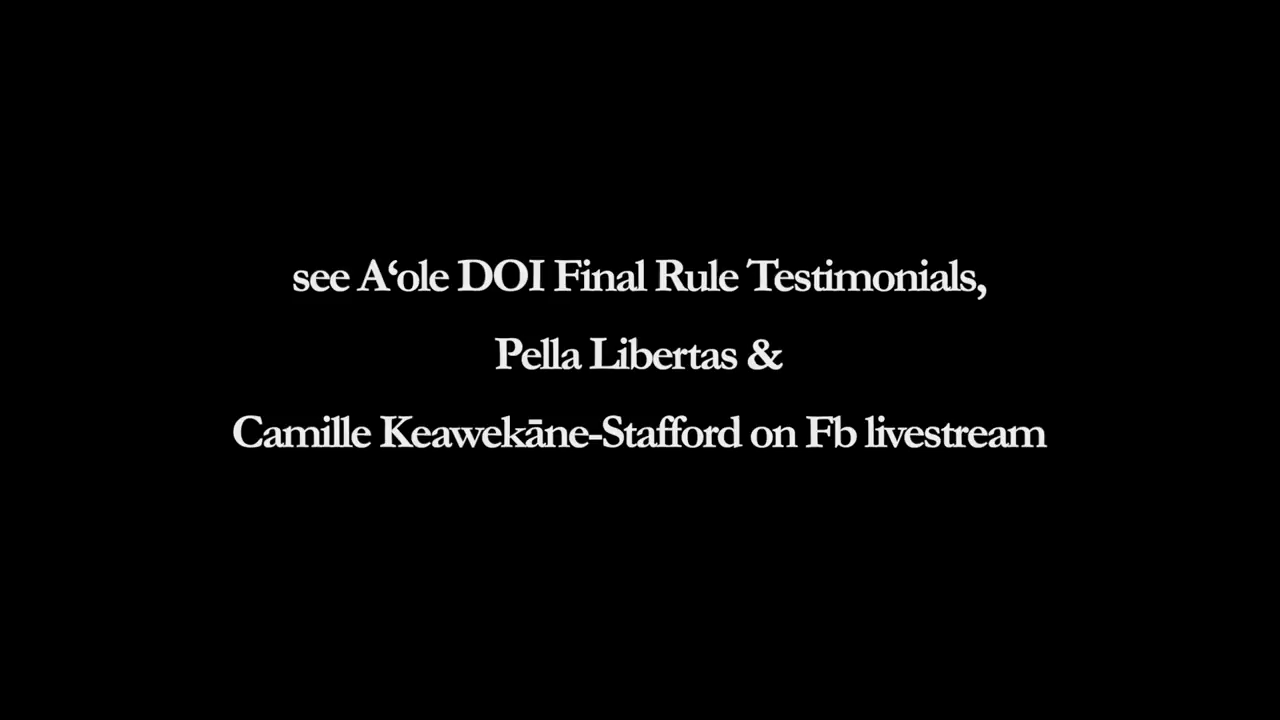 see A‘ole DOI Final Rule Testimonials,
Pella Libertas &
Camille Keawekāne-Stafford on Fb livestream